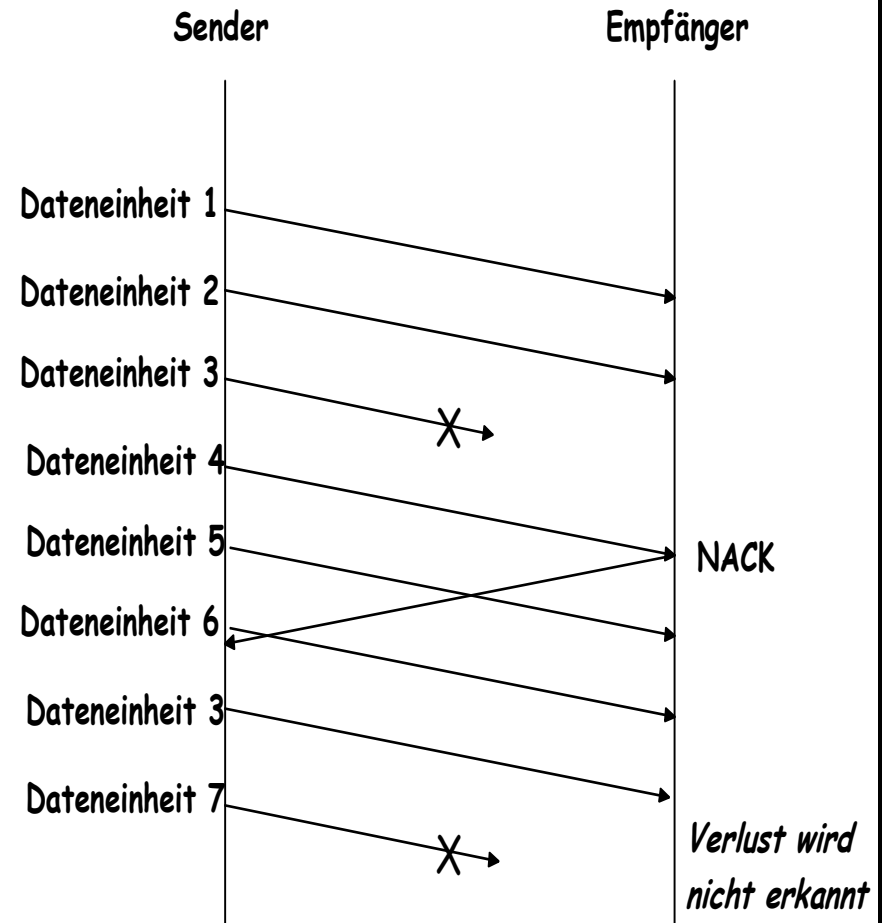 Sender Empfänger
Dateneinheit 1
Dateneinheit 2
Dateneinheit 3
Dateneinheit 4
Dateneinheit 5
NACK
Dateneinheit 6
Dateneinheit 3
Dateneinheit 7
Verlust wird
nicht erkannt